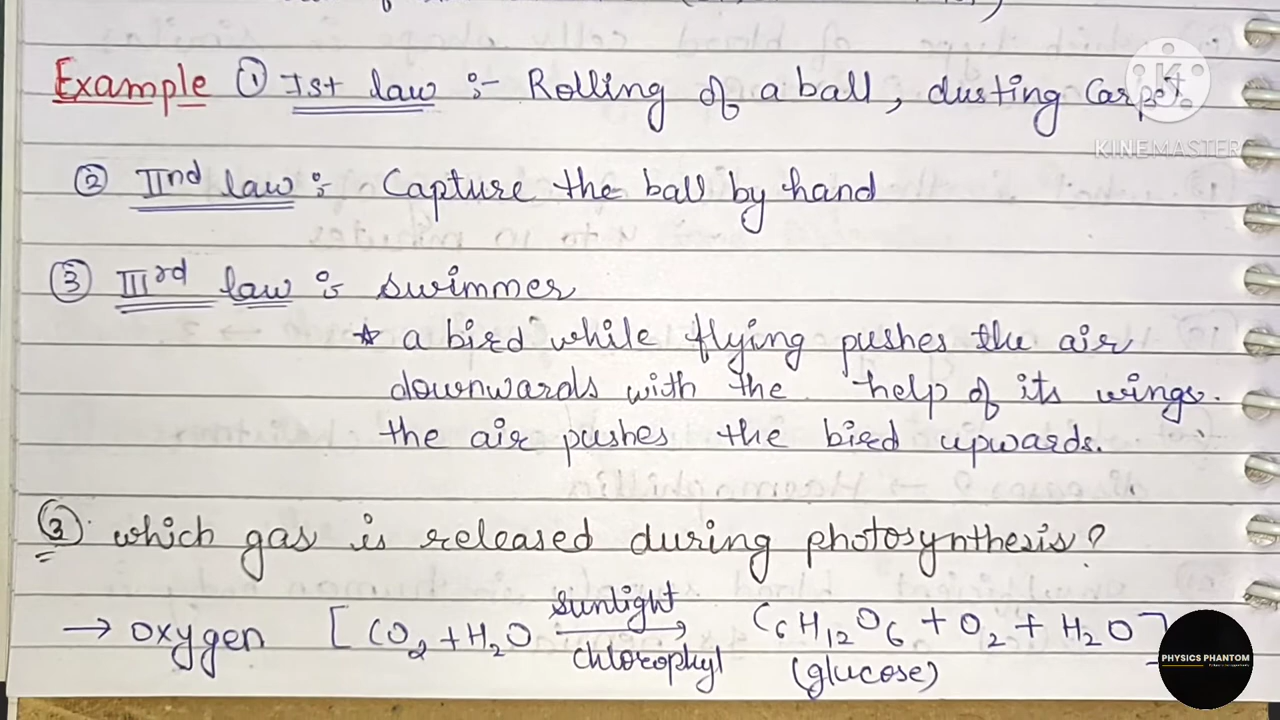 Example ① Ist law :- Rolling of a ball, dusting Carpet
② IInd law : Capture the ball by hand
③ IIIrd law : swimmer
☆ a bird while flying pushes the air
downwards with the help of its wings.
the air pushes the bird upwards.
③ which gas is released during photosynthesis?
→ oxygen [CO₂ + H₂O sunlight → chlorophyl C₆H₁₂O₆ + O₂ + H₂O]
(glucose)
KINEMASTER
PHYSICS PHANTOM